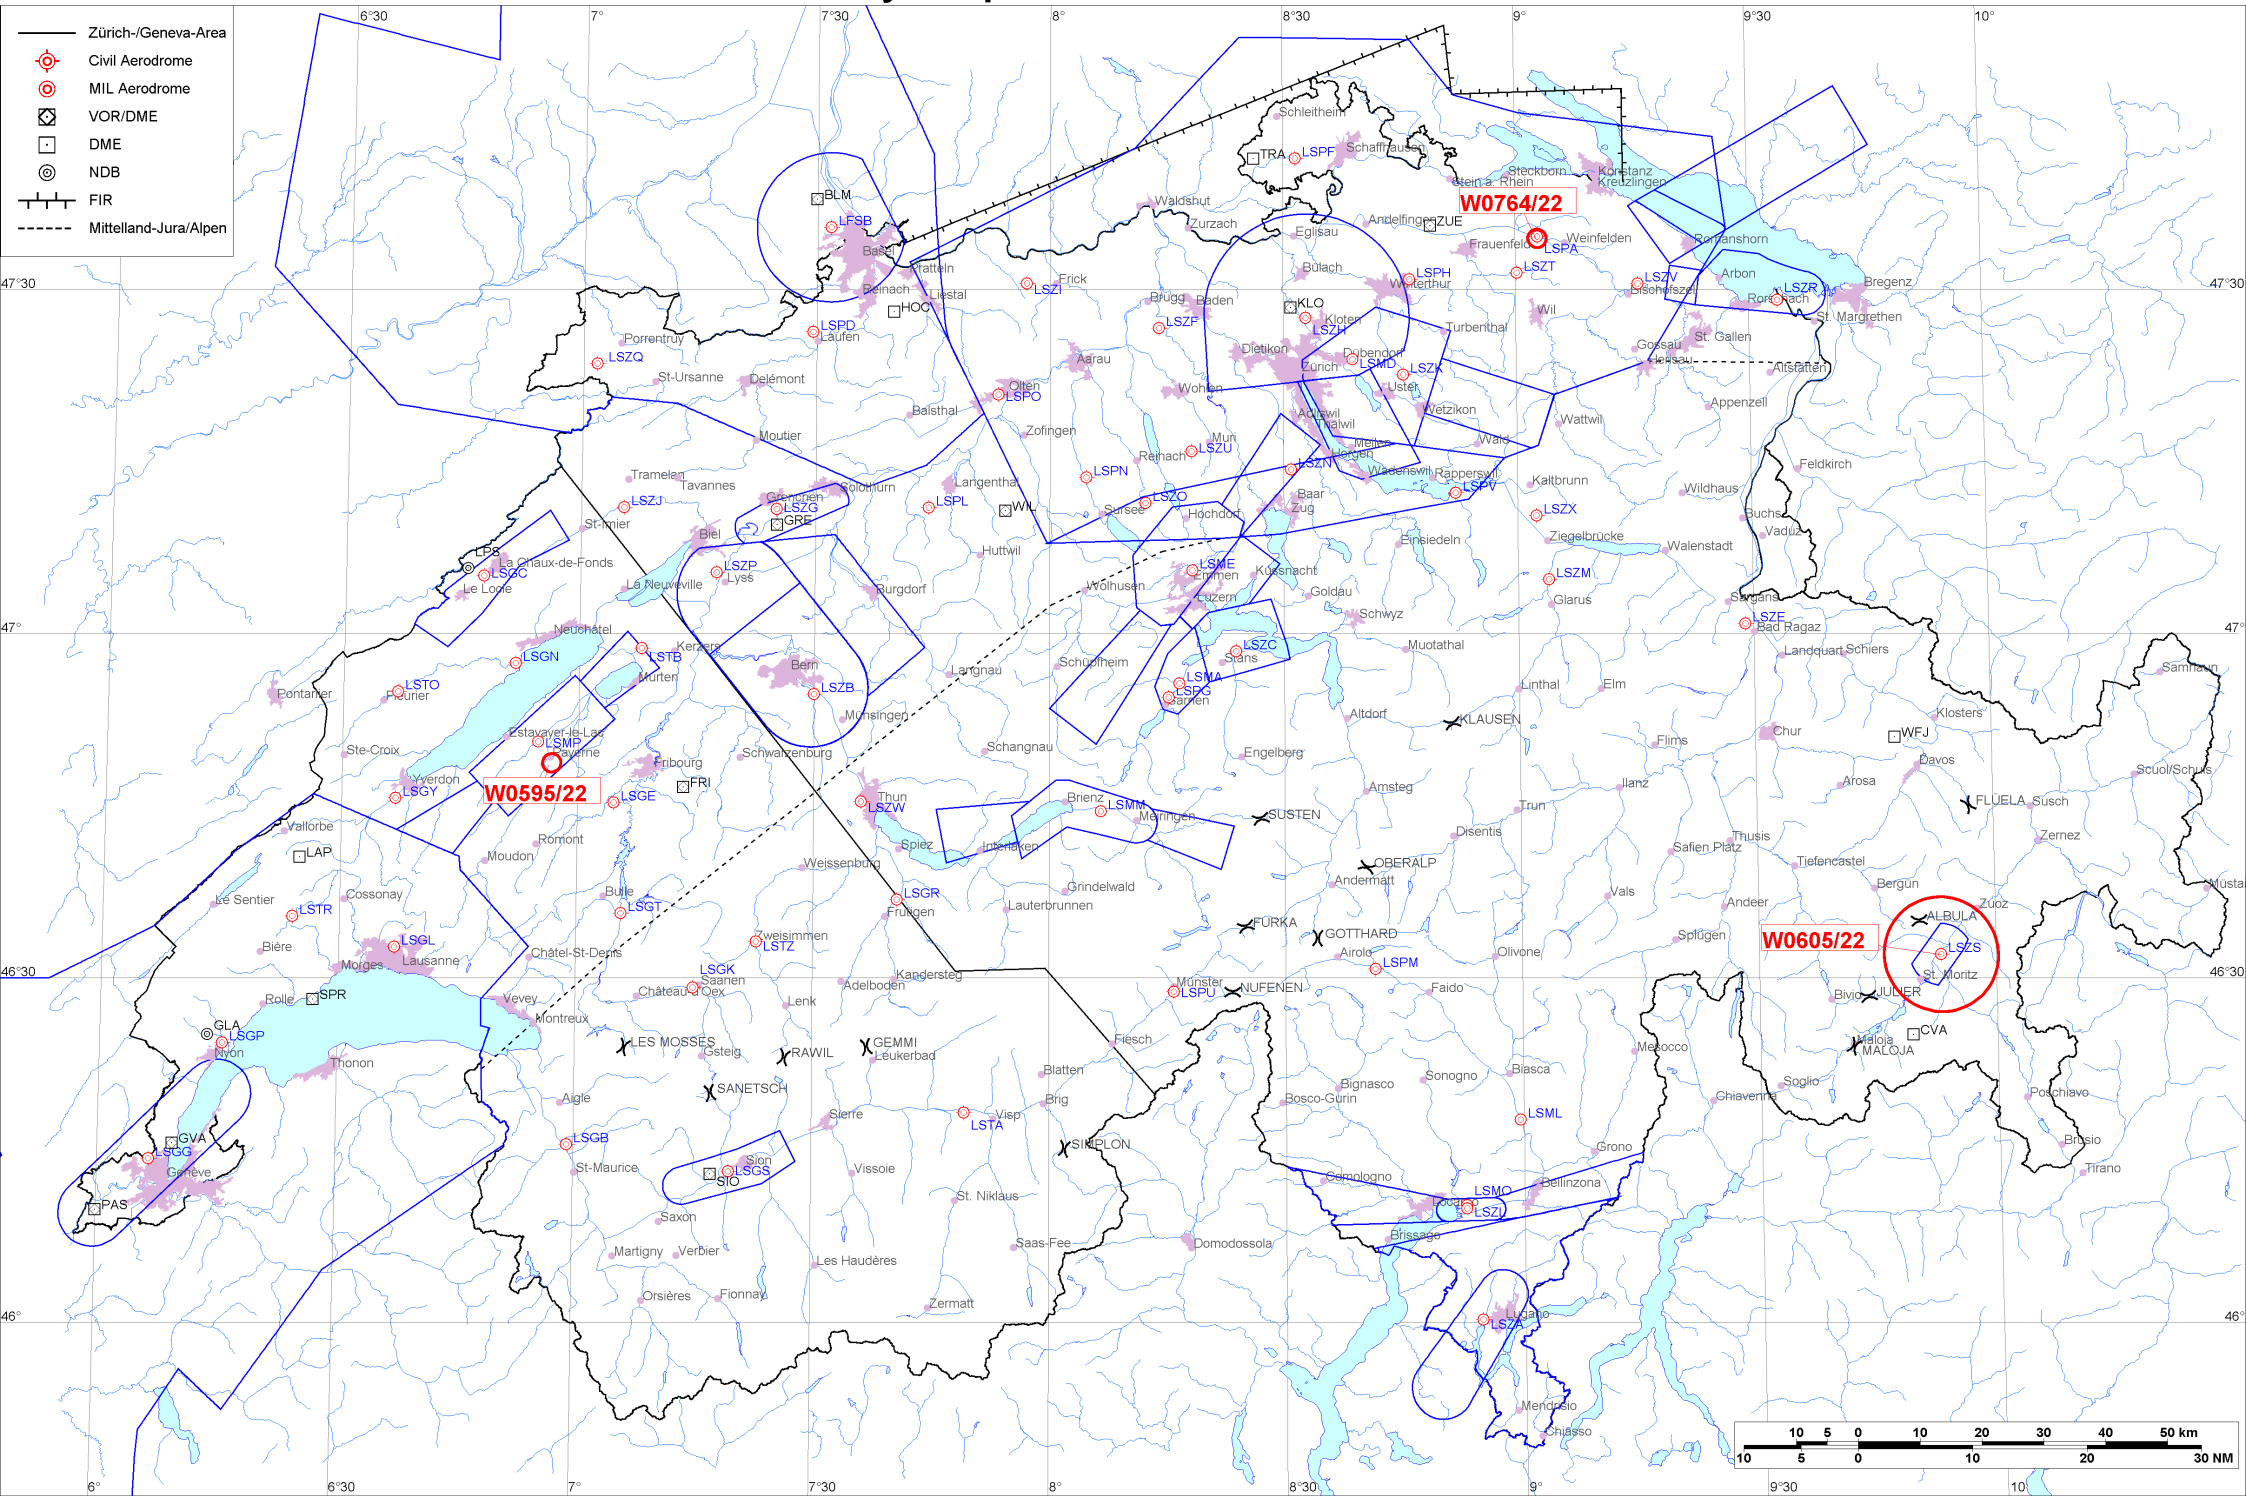 6°30
7°
7°30
8°
8°30
9°
9°30
10°
Zürich-/Geneva-Area
Civil Aerodrome
MIL Aerodrome
VOR/DME
DME
NDB
FIR
Mittelland-Jura/Alpen
Schleitheim
TRA
LSPF
Schaffhausen
Steckborn
Stein a. Rhein
Konstanz
Kreuzlingen
BLM
LFSB
Basel
Waldshut
Zurzach
Eglisau
Andelfingen
ZUE
W0764/22
LSPA
Weinfelden
Frauenfeld
Romanshorn
Pratteln
Reinach
Liestal
HOC
LSZI
Frick
Bülach
LSPH
Winterthur
LSZT
LSZV
Bischofszell
Arbon
LSZR
Rorschach
Bregenz
St. Margrethen
47°30
47°30
LSPD
Laufen
Porrentruy
LSZQ
St-Ursanne
Delémont
Brugg
Baden
LSZF
KLO
Kloten
LSZH
Dietikon
Zürich
Dübendorf
LSMD
LSZK
Uster
Turbenthal
Wil
Gossau
Herisau
St. Gallen
Altstätten
Aarau
Olten
LSPO
Balsthal
Wohlen
Zofingen
Adliswil
Thalwil
Wetzikon
Wattwil
Appenzell
Moutier
Muri
LSZU
Reinach
Meilen
Horgen
Wald
Tramelan
Tavannes
LSPN
LSZN
Wädenswil
Rapperswil
LSPV
Kaltbrunn
Feldkirch
Wildhaus
Langenthal
Solothurn
Grenchen
LSZG
GRE
LSZJ
LSPL
WIL
LSZO
Sursee
Hochdorf
Baar
Zug
LSZX
Buchs
Vaduz
St-Imier
Biel
Huttwil
Einsiedeln
Ziegelbrücke
Walenstadt
LPS
La Chaux-de-Fonds
LSGC
Le Locle
LSZP
Lyss
La Neuveville
Burgdorf
Wolhusen
LSME
Emmen
Luzern
Küssnacht
Goldau
Schwyz
LSZM
Glarus
Sargans
LSZE
Bad Ragaz
47°
47°
Neuchâtel
LSGN
LSTB
Kerzers
Murten
Bern
LSZB
Münsingen
Langnau
Schüpfheim
LSZC
Stans
LSMA
LSPG
Sarnen
Muotathal
Landquart
Schiers
Samnaun
Pontarlier
LSTO
Fleurier
Linthal
Elm
Altdorf
KLAUSEN
Klosters
WFJ
Chur
Flims
Davos
Ste-Croix
Estavayer-le-Lac
LSMP
Payerne
W0595/22
Fribourg
FRI
Schwarzenburg
Schangnau
Engelberg
Yverdon
LSGY
LSGE
Thun
LSZW
Brienz
LSMM
Meiringen
Amsteg
SUSTEN
Trun
Ilanz
Arosa
Scuol/Schuls
FLÜELA
Susch
Zernez
Vallorbe
LAP
Romont
Moudon
Weissenburg
Spiez
Interlaken
Disentis
Safien Platz
Thusis
Tiefencastel
OBERALP
Andermatt
Le Sentier
Cossonay
LSTR
Bulle
LSGT
LSGR
Frutigen
Grindelwald
Lauterbrunnen
FURKA
GOTTHARD
Vals
Andeer
Bergün
Zuoz
ALBULA
W0605/22
LSZS
St. Moritz
Bière
LSGL
Lausanne
Morges
Châtel-St-Denis
Zweisimmen
LSTZ
LSGK
Saanen
Château-d'Oex
Adelboden
Kandersteg
Airolo
LSPM
Olivone
Splügen
46°30
46°30
Rolle
SPR
Vevey
Montreux
Lenk
Münster
LSPU
NUFENEN
Faido
Bivio
JULIER
CVA
GLA
LSGP
Nyon
LES MOSSES
Gsteig
RAWIL
GEMMI
Leukerbad
Fiesch
Mesocco
Maloja
MALOJA
Thonon
Blatten
Bignasco
Sonogno
Biasca
Soglio
Chiavenna
Poschiavo
Aigle
SANETSCH
Sierre
LSTA
Visp
Brig
Bosco-Gurin
LSML
GVA
LSGG
Genève
LSGB
St-Maurice
Sion
LSGS
SIO
Vissoie
SIMPLON
Grono
Brusio
Tirano
PAS
St. Niklaus
Comologno
LSMO
Locarno
LSZL
Bellinzona
Saxon
Martigny
Verbier
Saas-Fee
Domodossola
Brissago
Les Haudères
Orsières
Fionnay
Zermatt
46°
46°
Lugano
LSZA
Mendrisio
Chiasso
10 5 0 10 20 30 40 50 km
10 5 0 10 20 30 NM
6°
6°30
7°
7°30
8°
8°30
9°
9°30
10°